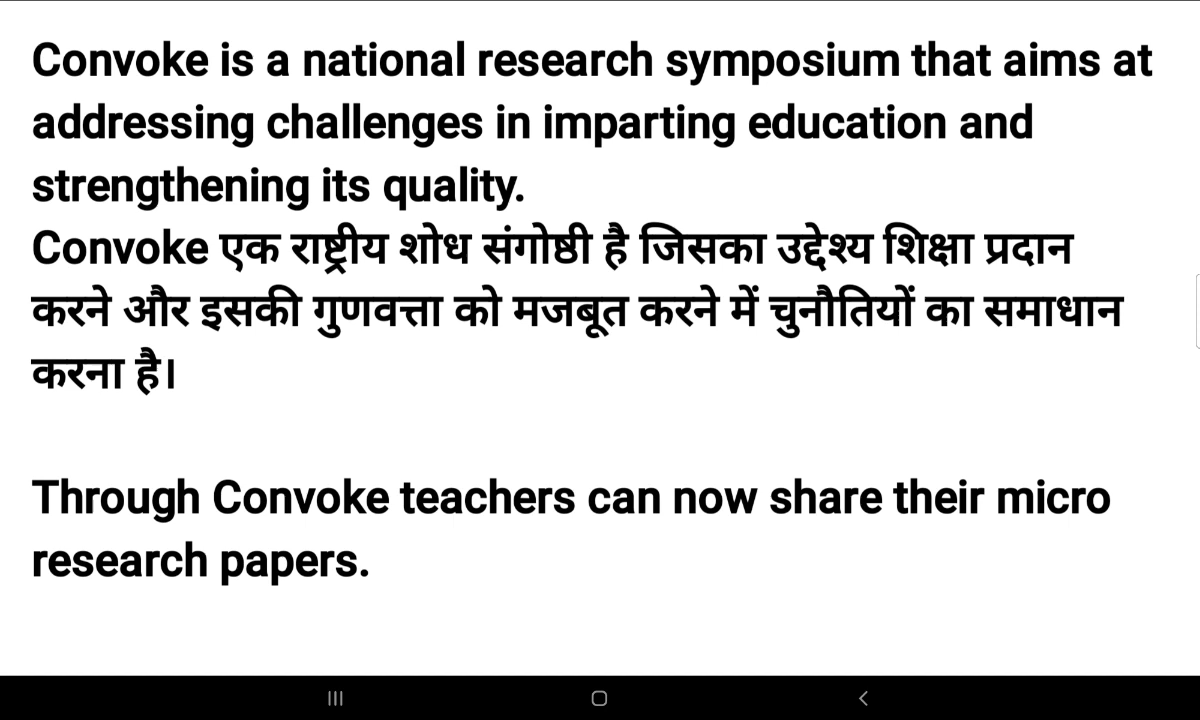 Convoke is a national research symposium that aims at
addressing challenges in imparting education and
strengthening its quality.
Convoke एक राष्ट्रीय शोध संगोष्ठी है जिसका उद्देश्य शिक्षा प्रदान
करने और इसकी गुणवत्ता को मजबूत करने में चुनौतियों का समाधान
करना है।
Through Convoke teachers can now share their micro
research papers.